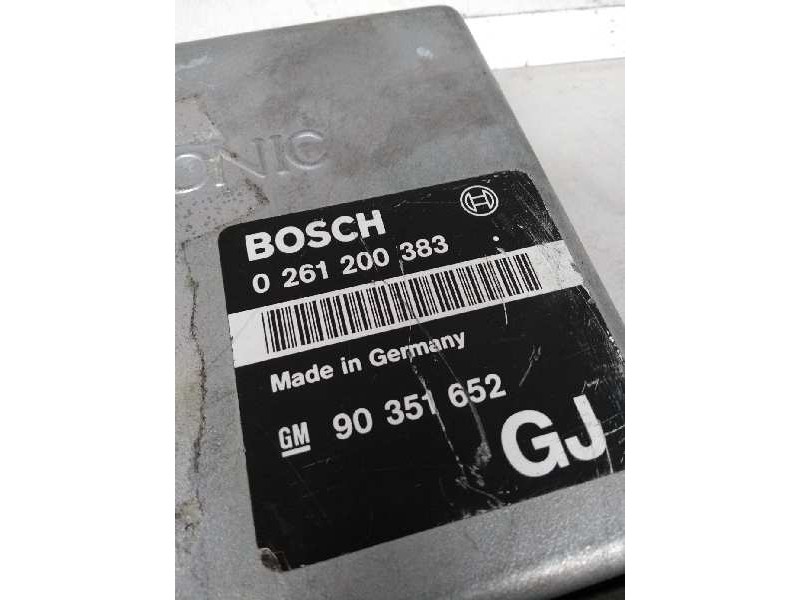 ONIC
BOSCH
0 261 200 383
Made in Germany
GM 90 351 652
GJ